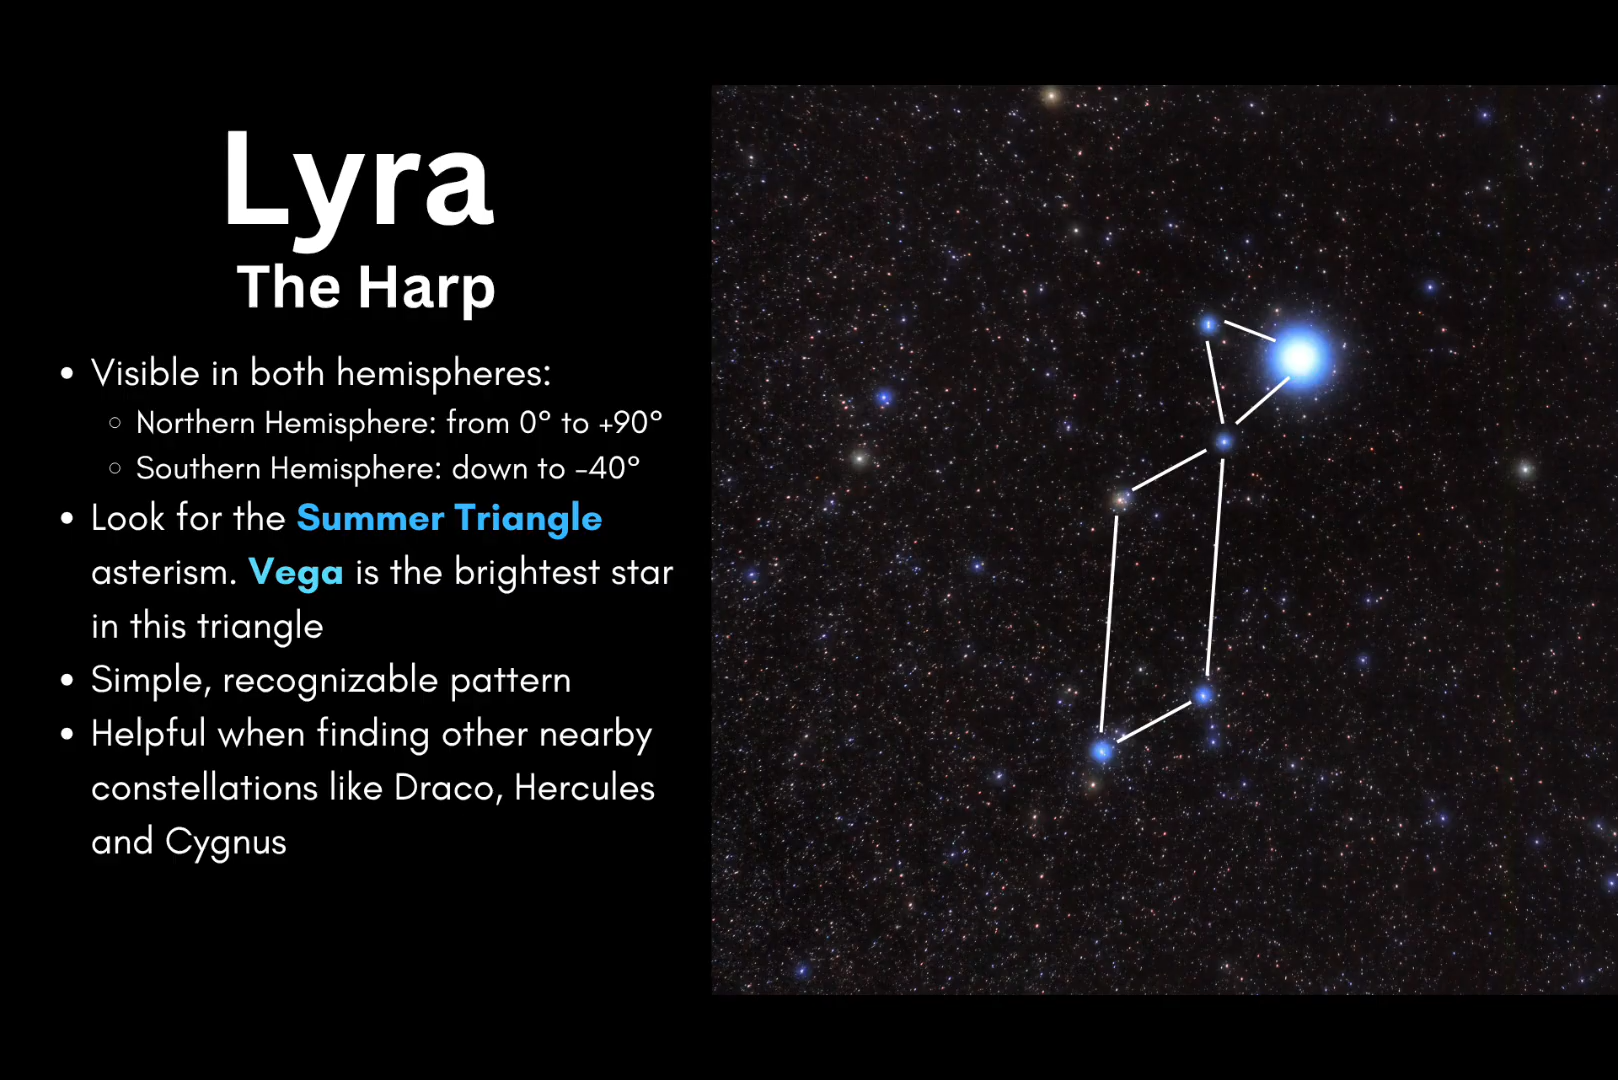 Lyra
The Harp
• Visible in both hemispheres:
○ Northern Hemisphere: from 0° to +90°
○ Southern Hemisphere: down to -40°
• Look for the Summer Triangle
asterism. Vega is the brightest star
in this triangle
• Simple, recognizable pattern
• Helpful when finding other nearby
constellations like Draco, Hercules
and Cygnus